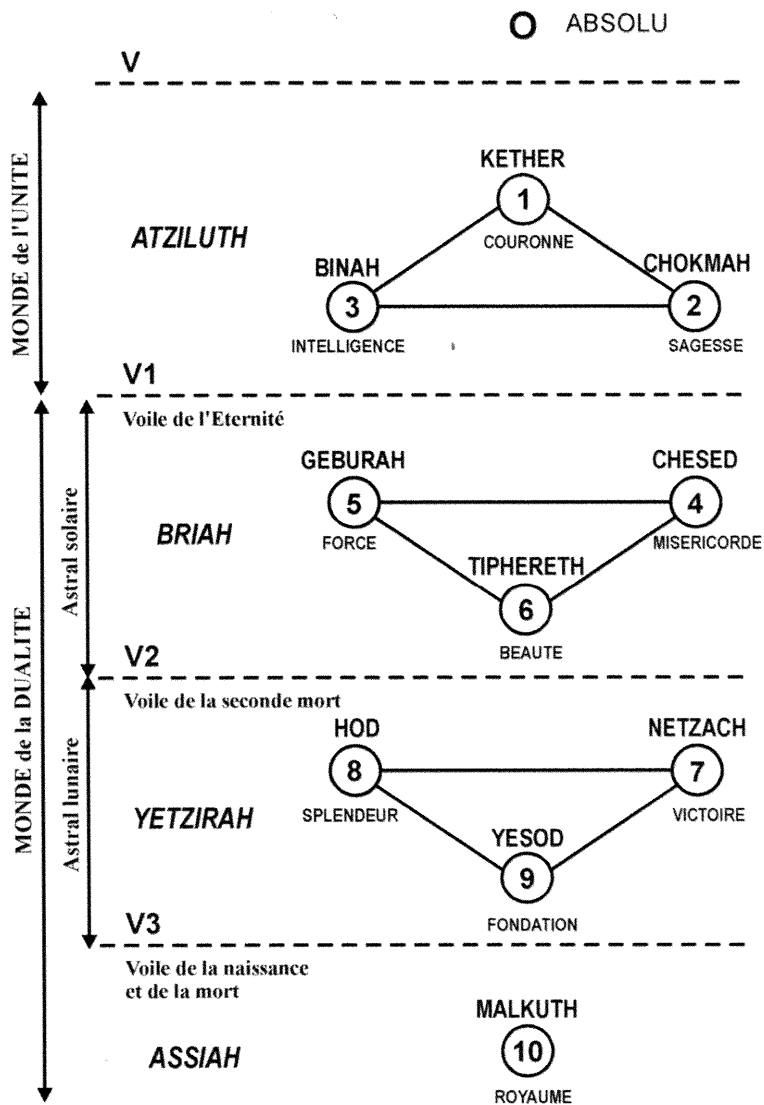 O ABSOLU
V
MONDE de l'UNITE
ATZILUTH
KETHER
1
COURONNE
BINAH
CHOKMAH
3
2
INTELLIGENCE
SAGESSE
V1
Voile de l'Eternité
MONDE de la DUALITE
Astral solaire
BRIAH
GEBURAH
CHESED
5
4
FORCE
MISERICORDE
TIPHERETH
6
BEAUTE
V2
Voile de la seconde mort
Astral lunaire
YETZIRAH
HOD
NETZACH
8
7
SPLENDEUR
VICTOIRE
YESOD
9
FONDATION
V3
Voile de la naissance
et de la mort
ASSIAH
MALKUTH
10
ROYAUME